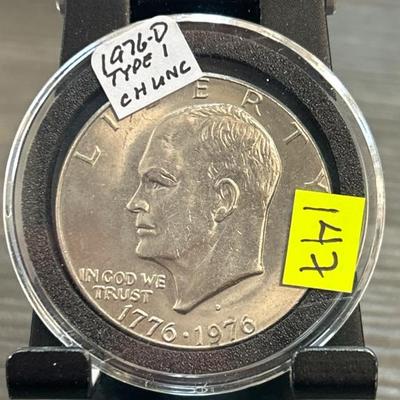 1976-D
TYPE 1
CH UNC
LIBERTY
IN GOD WE
TRUST
D
1776·1976
147